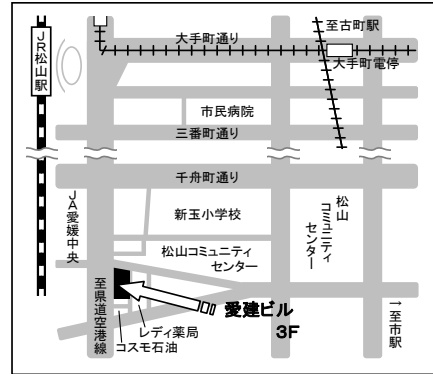 JR松山駅
大手町通り
至古町駅
大手町電停
市民病院
三番町通り
千舟町通り
JA愛媛中央
新玉小学校
松山コミュニティ
センター
松山
コミュニティ
センター
至県道空港線
愛建ビル
3F
レディ薬局
コスモ石油
→至市駅